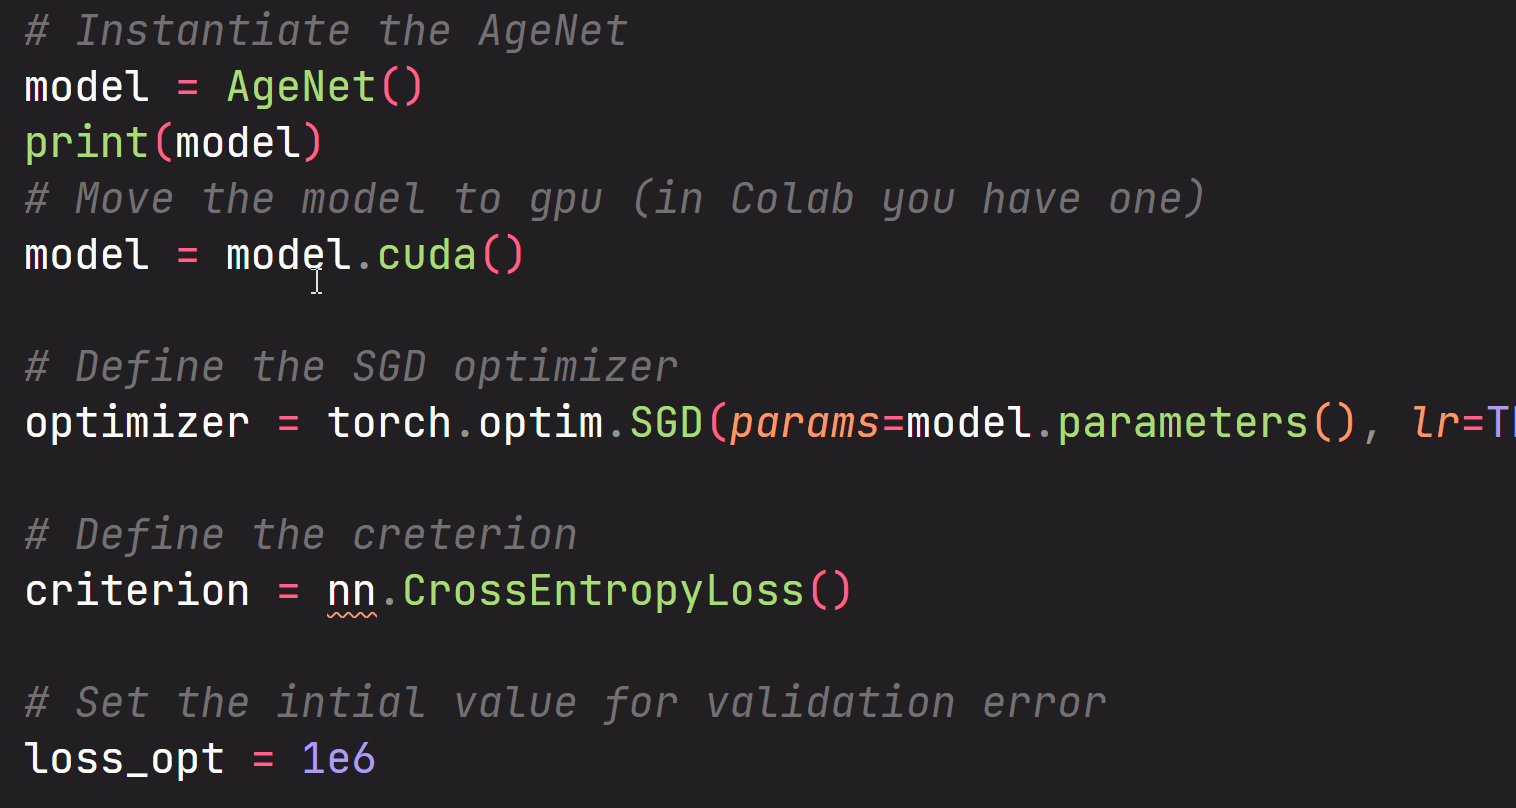 # Instantiate the AgeNet
model = AgeNet()
print(model)
# Move the model to gpu (in Colab you have one)
model = model.cuda()
# Define the SGD optimizer
optimizer = torch.optim.SGD(params=model.parameters(), lr=
# Define the creterion
criterion = nn.CrossEntropyLoss()
# Set the intial value for validation error
loss_opt = 1e6